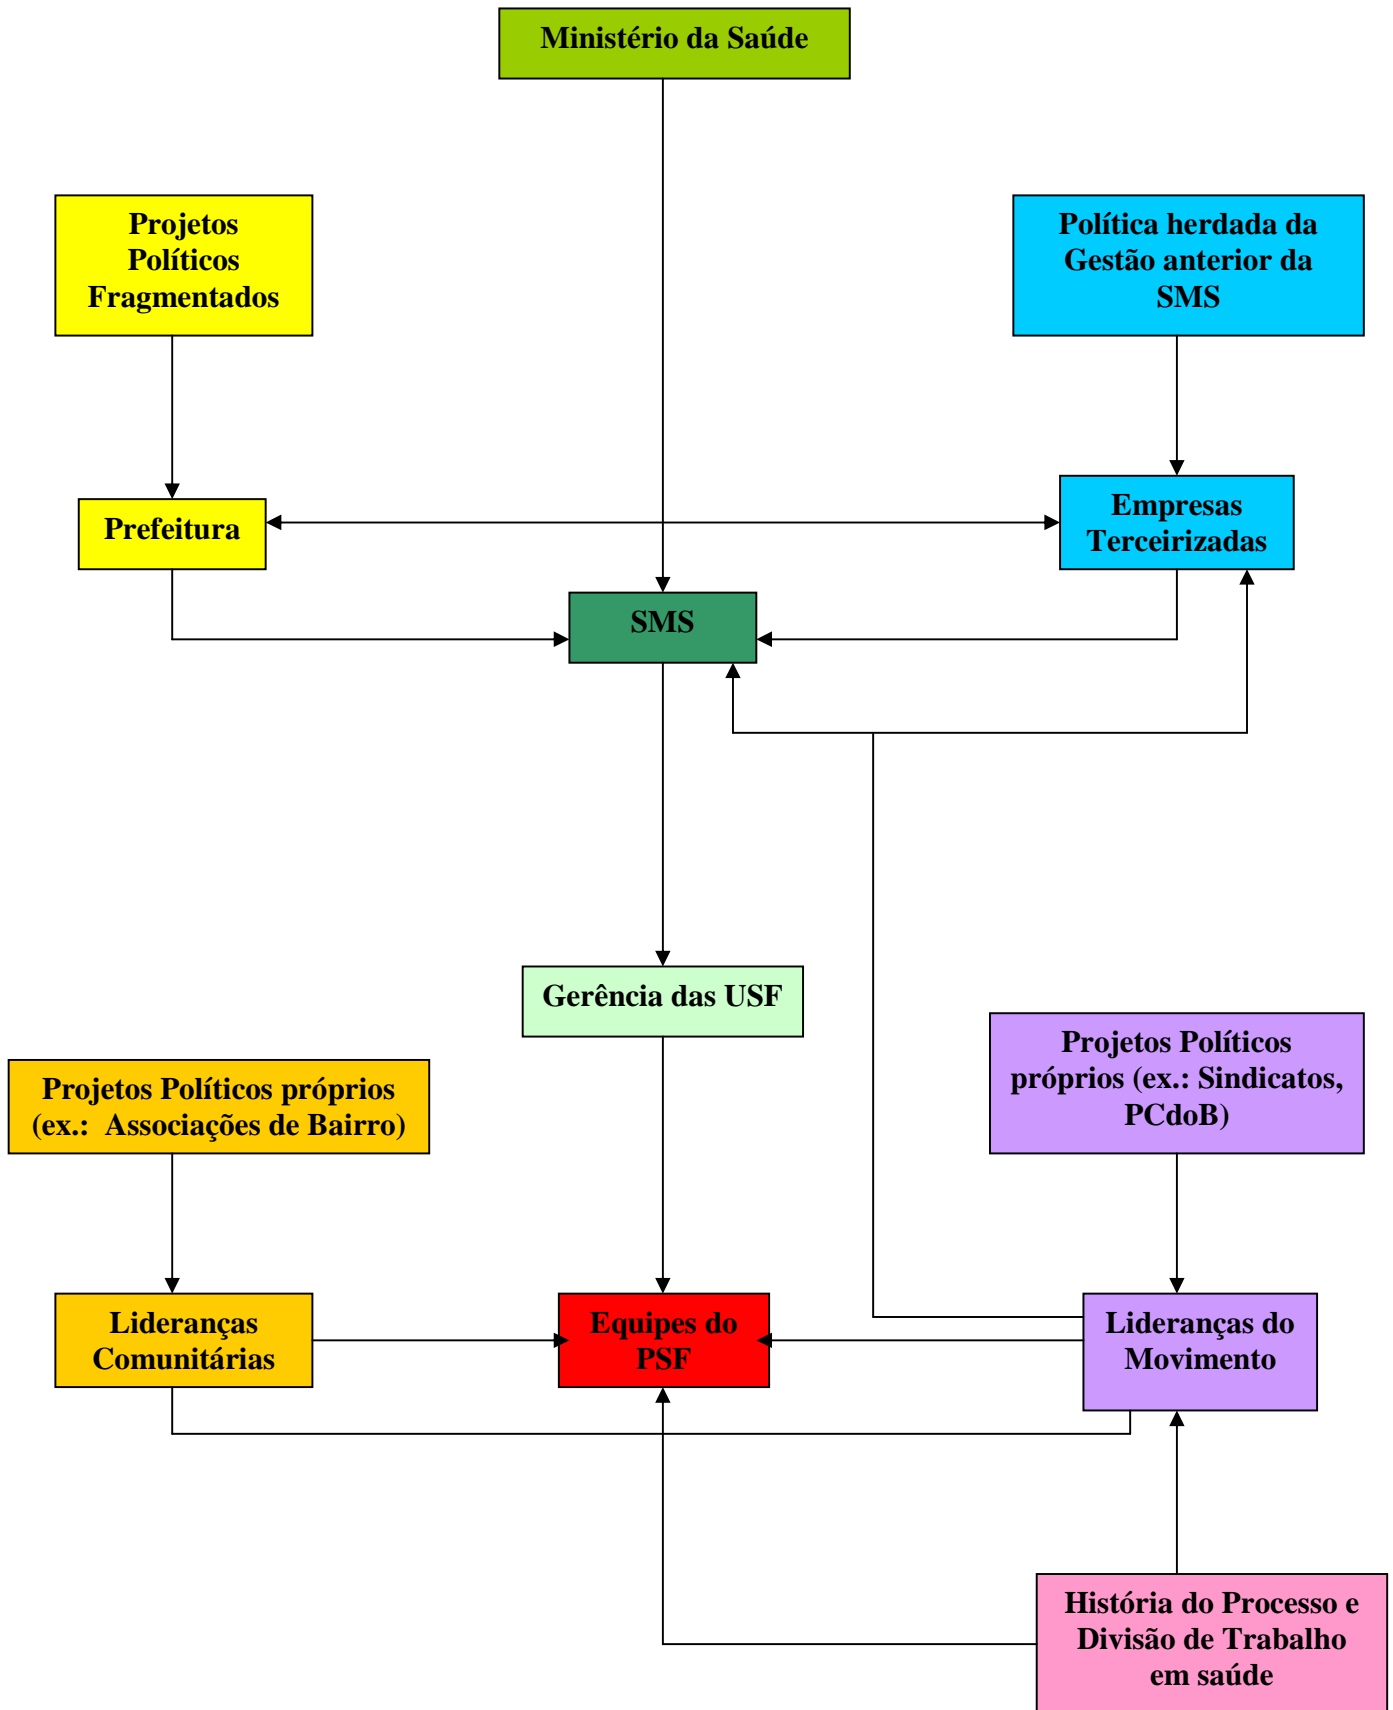 Ministério da Saúde
Projetos
Políticos
Fragmentados
Política herdada da
Gestão anterior da
SMS
Prefeitura
Empresas
Terceirizadas
SMS
Gerência das USF
Projetos Políticos próprios
(ex.:  Associações de Bairro)
Projetos Políticos
próprios (ex.: Sindicatos,
PCdoB)
Lideranças
Comunitárias
Equipes do
PSF
Lideranças do
Movimento
História do Processo e
Divisão de Trabalho
em saúde